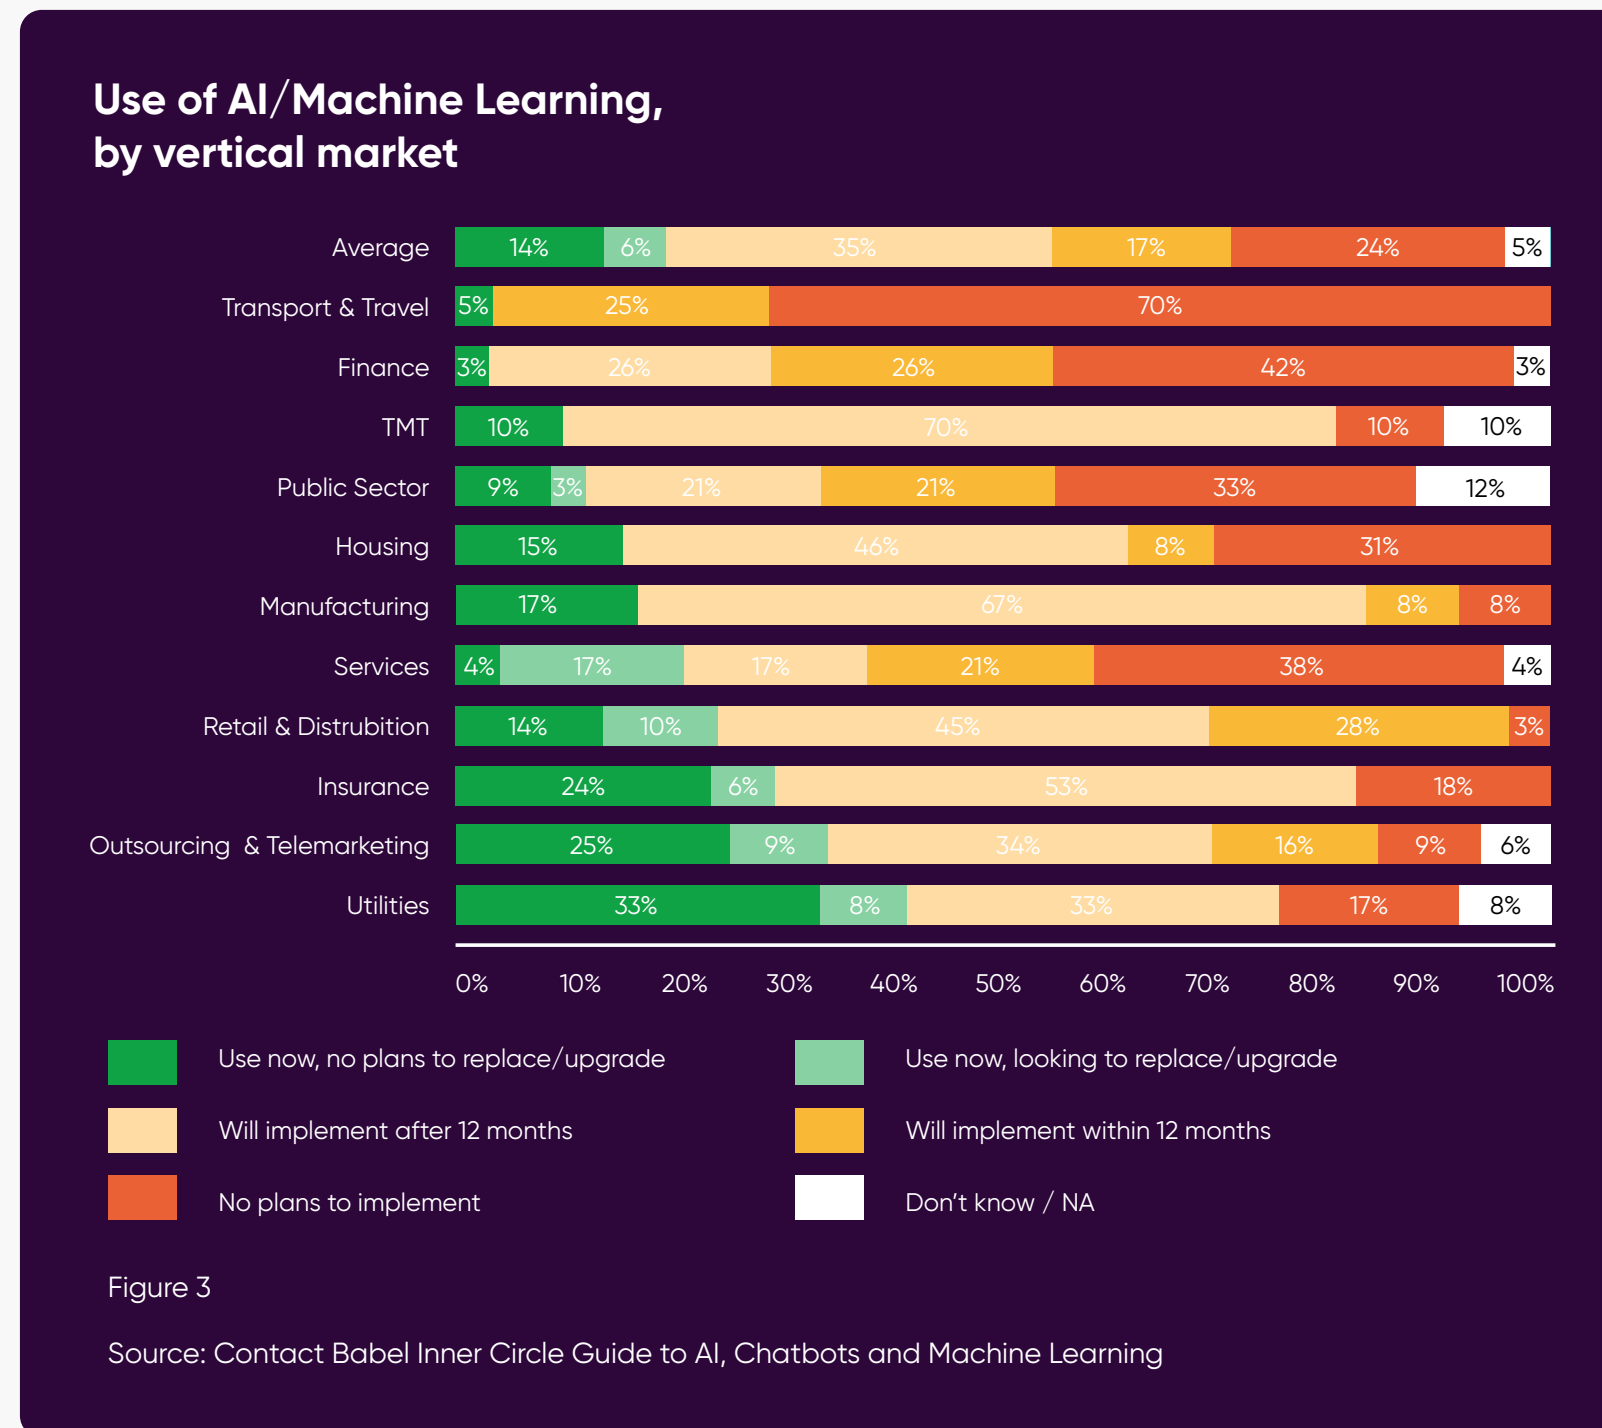 Use of AI/Machine Learning,
by vertical market
Average 14% 6% 35% 17% 24% 5%
Transport & Travel 5% 25% 70%
Finance 3% 26% 26% 42% 3%
TMT 10% 70% 10% 10%
Public Sector 9% 3% 21% 21% 33% 12%
Housing 15% 46% 8% 31%
Manufacturing 17% 67% 8% 8%
Services 4% 17% 17% 21% 38% 4%
Retail & Distrubition 14% 10% 45% 28% 3%
Insurance 24% 6% 53% 18%
Outsourcing & Telemarketing 25% 9% 34% 16% 9% 6%
Utilities 33% 8% 33% 17% 8%
0% 10% 20% 30% 40% 50% 60% 70% 80% 90% 100%
Use now, no plans to replace/upgrade Use now, looking to replace/upgrade
Will implement after 12 months Will implement within 12 months
No plans to implement Don’t know / NA
Figure 3
Source: Contact Babel Inner Circle Guide to AI, Chatbots and Machine Learning